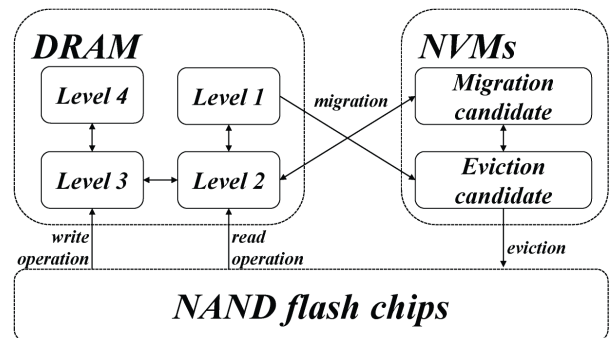 DRAM
NVMs
Level 4
Level 1
migration
Migration
candidate
Level 3
Level 2
Eviction
candidate
write
operation
read
operation
eviction
NAND flash chips